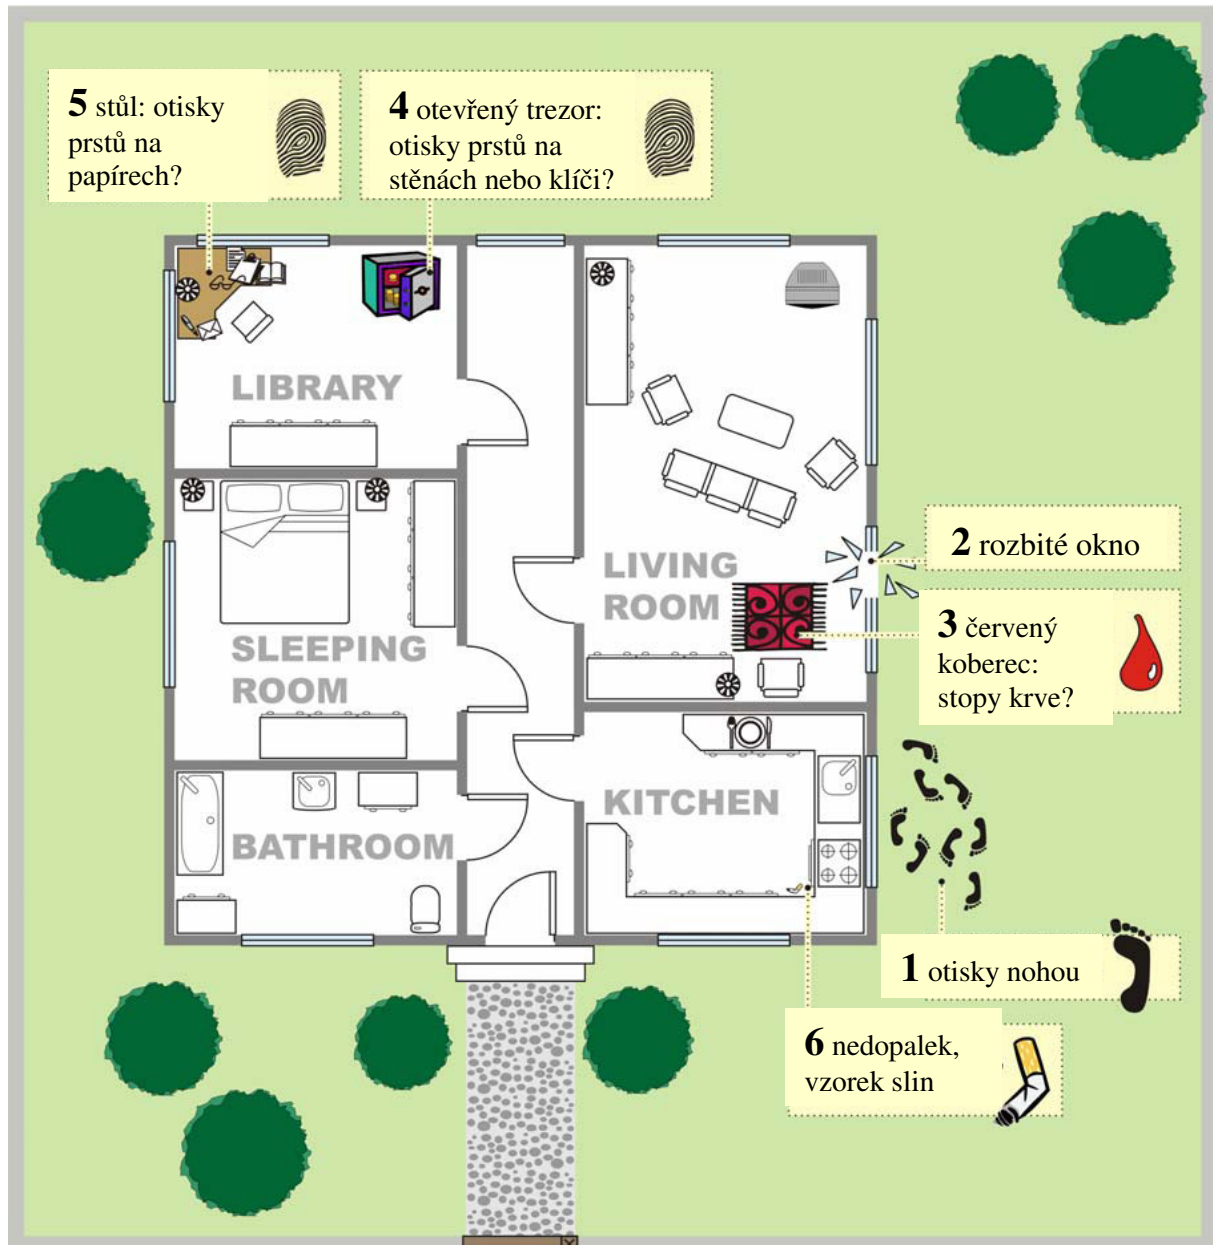 5 stůl: otisky
prstů na
papírech?
4 otevřený trezor:
otisky prstů na
stěnách nebo klíči?
LIBRARY
LIVING
ROOM
2 rozbité okno
3 červený
koberec:
stopy krve?
SLEEPING
ROOM
KITCHEN
BATHROOM
1 otisky nohou
6 nedopalek,
vzorek slin